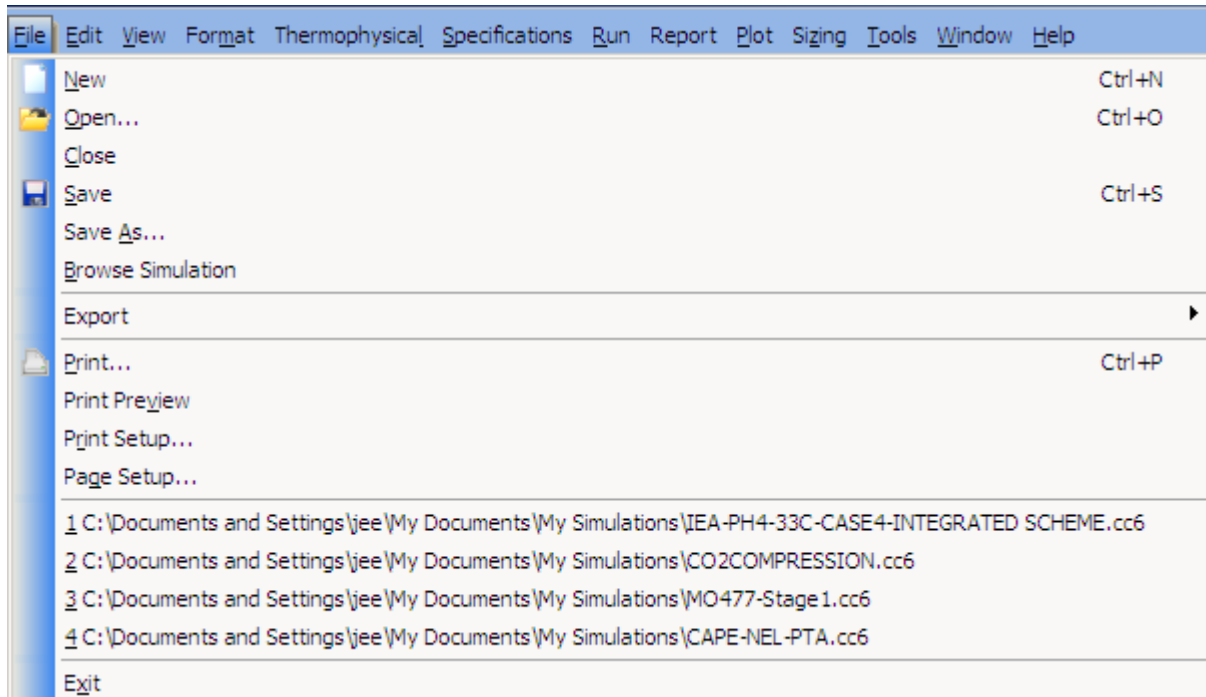 File Edit View Format Thermophysical Specifications Run Report Plot Sizing Tools Window Help
New Ctrl+N
Open... Ctrl+O
Close
Save Ctrl+S
Save As...
Browse Simulation
Export
Print... Ctrl+P
Print Preview
Print Setup...
Page Setup...
1 C:\Documents and Settings\jee\My Documents\My Simulations\IEA-PH4-33C-CASE4-INTEGRATED SCHEME.cc6
2 C:\Documents and Settings\jee\My Documents\My Simulations\CO2COMPRESSION.cc6
3 C:\Documents and Settings\jee\My Documents\My Simulations\MO477-Stage1.cc6
4 C:\Documents and Settings\jee\My Documents\My Simulations\CAPE-NEL-PTA.cc6
Exit